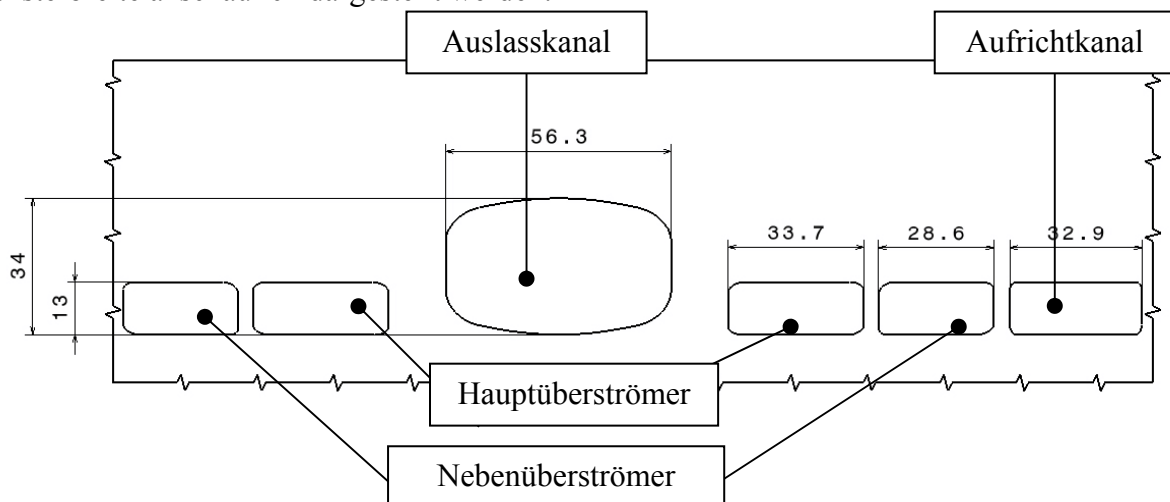 Auslasskanal
Aufrichtkanal
56.3
33.7
28.6
32.9
34
13
Hauptüberströmer
Nebenüberströmer